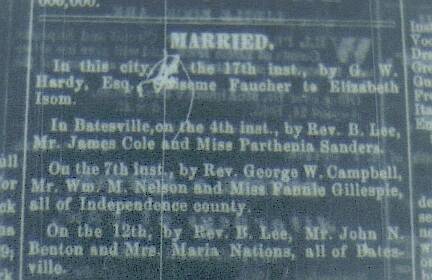 000,000.
MARRIED.
In this city, the 17th inst., by G. W.
Hardy, Esq., Faucher to Elizabeth
Isom.
In Batesville, on the 4th inst., by Rev. B. Lee,
Mr. James Cole and Miss Parthenia Sanders.
On the 7th inst., by Rev. George W. Campbell,
Mr. Wm. M. Nelson and Miss Fannie Gillespie,
all of Independence county.
On the 12th, by Rev. B. Lee, Mr. John N.
Benton and Mrs. Maria Nations, all of Bates-
ville.